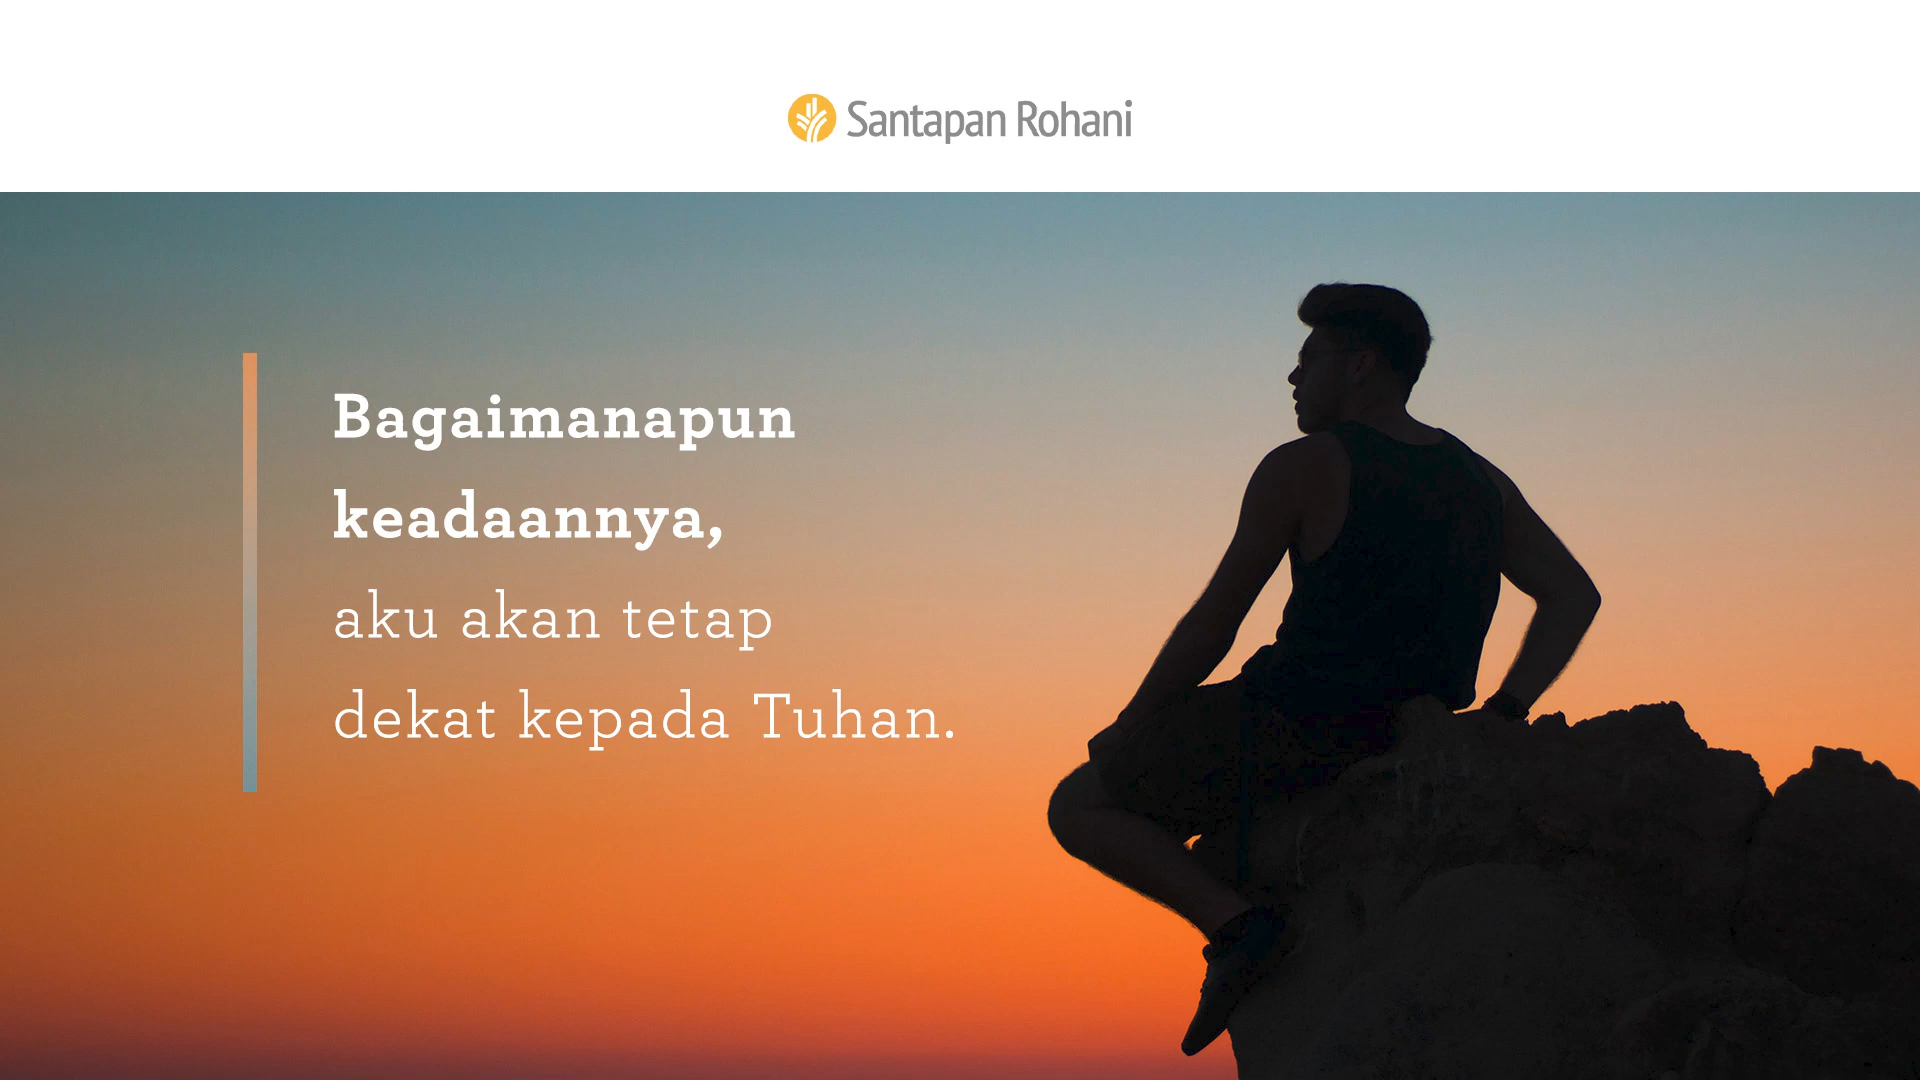 Santapan Rohani
Bagaimanapun
keadaannya,
aku akan tetap
dekat kepada Tuhan.